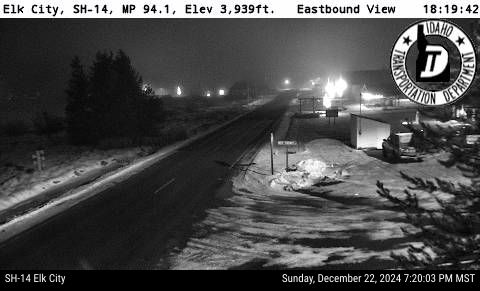 Elk City, SH-14, MP 94.1, Elev 3,939ft. Eastbound View 18:19:42
IDAHO
TRANSPORTATION DEPARTMENT
SH-14 Elk City Sunday, December 22, 2024 7:20:03 PM MST